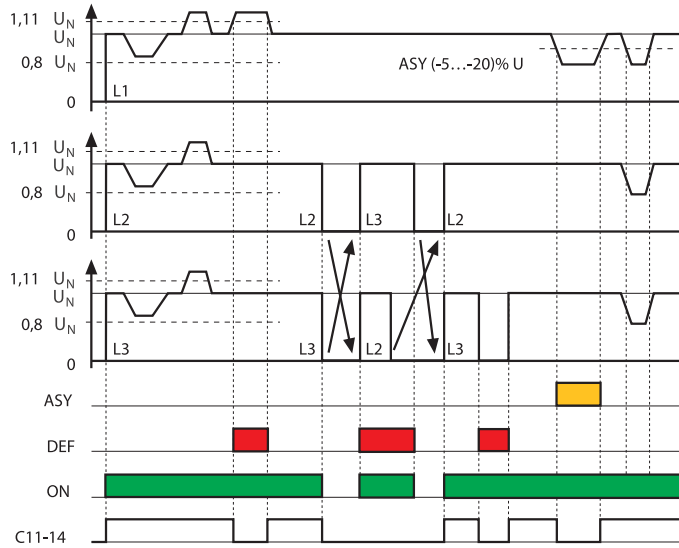 1,11 U_N
U_N
0,8 U_N
0
L1
ASY (-5...-20)% U
1,11 U_N
U_N
0,8 U_N
0
L2 L2 L3 L2
1,11 U_N
U_N
0,8 U_N
0
L3 L3 L2 L3
ASY
DEF
ON
C11-14